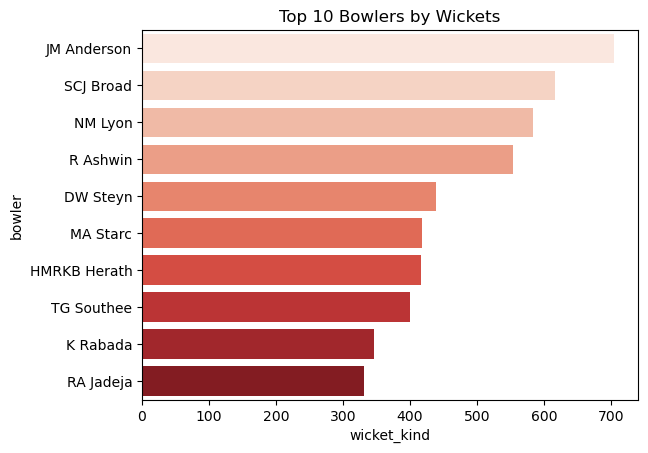 Top 10 Bowlers by Wickets
bowler
JM Anderson
SCJ Broad
NM Lyon
R Ashwin
DW Steyn
MA Starc
HMRKB Herath
TG Southee
K Rabada
RA Jadeja
0 100 200 300 400 500 600 700
wicket_kind